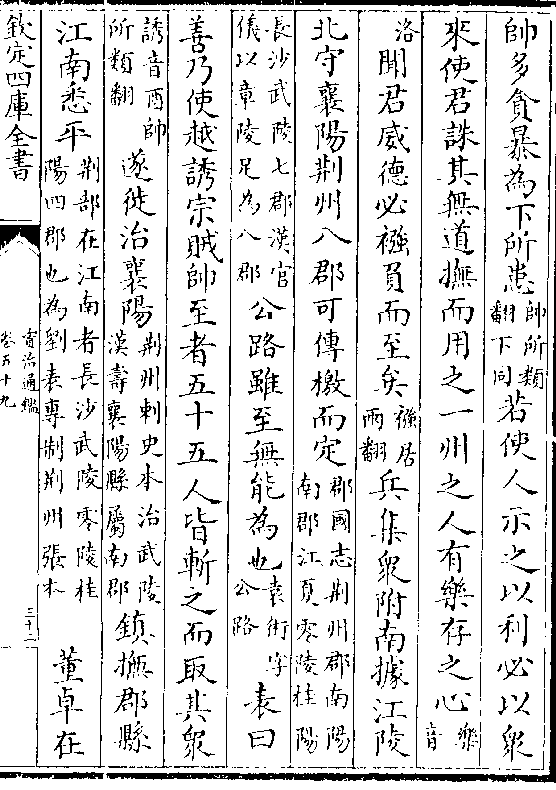 帥多貪暴為下所患帥所類翻下同若使人示之以利必以衆
來使君誅其無道撫而用之一州之人有樂存之心樂音
洛聞君威德必襁負而至矣襁居兩翻兵集衆附南據江陵
北守襄陽荆州八郡可傳檄而定郡國志荆州郡南陽南郡江夏零陵桂陽
長沙武陵七郡漢官儀以章陵足為八郡公路雖至無能為也袁術字公路表曰
善乃使越誘宗賊帥至者五十五人皆斬之而取其衆
誘音酉帥所類翻遂徙治襄陽荆州刺史本治武陵漢壽襄陽縣屬南郡鎮撫郡縣
江南悉平荆部在江南者長沙武陵零陵桂陽四郡也為劉表專制荆州張本董卓在
欽定四庫全書
資治通鑑
卷五十九
三十二